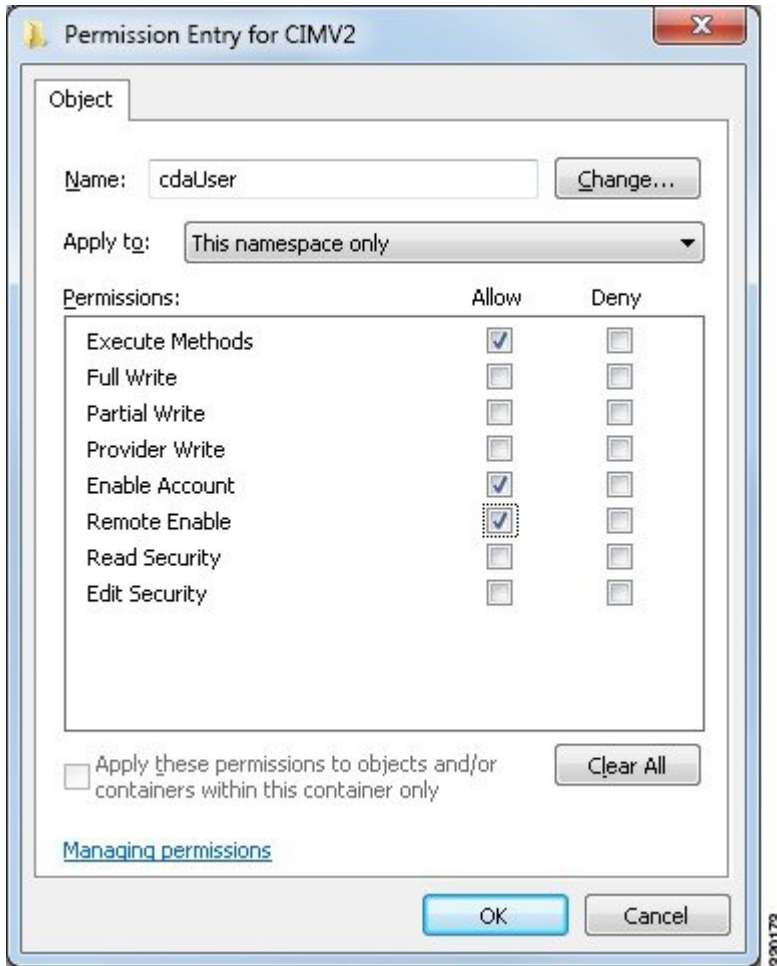 Permission Entry for CIMV2
Object
Name: cdaUser Change...
Apply to: This namespace only
Permissions: Allow Deny
Execute Methods
Full Write
Partial Write
Provider Write
Enable Account
Remote Enable
Read Security
Edit Security
Apply these permissions to objects and/or
containers within this container only
Clear All
Managing permissions
OK Cancel